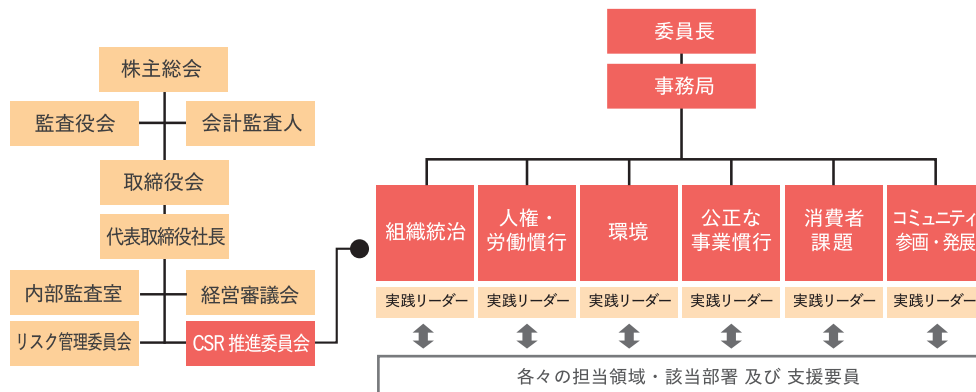 株主総会
監査役会
会計監査人
取締役会
代表取締役社長
内部監査室
経営審議会
リスク管理委員会
CSR 推進委員会
委員長
事務局
組織統治
人権・
労働慣行
環境
公正な
事業慣行
消費者
課題
コミュニティ
参画・発展
実践リーダー
実践リーダー
実践リーダー
実践リーダー
実践リーダー
実践リーダー
各々の担当領域・該当部署 及び 支援要員